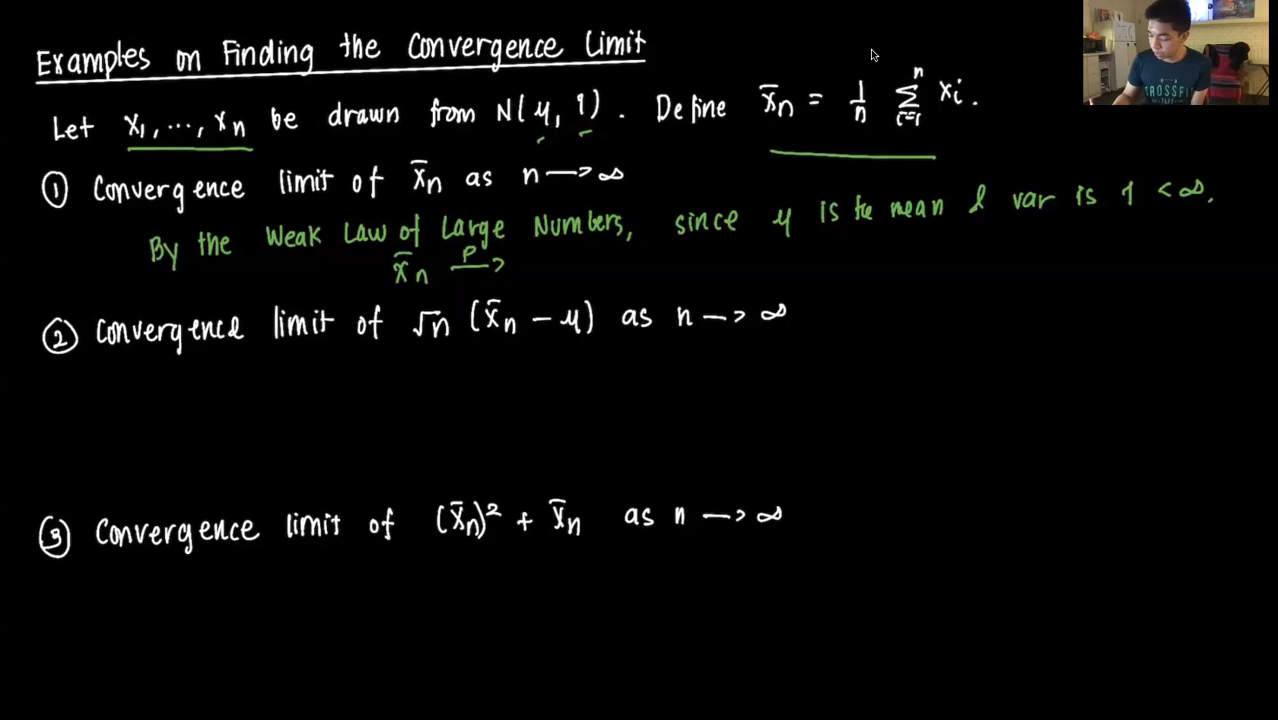 Examples on Finding the Convergence Limit
Let X₁, ..., Xₙ be drawn from N(μ, 1). Define X̄ₙ = 1/n Σᵢ₌₁ⁿ Xᵢ.
① Convergence limit of X̄ₙ as n → ∞
By the Weak Law of Large Numbers, since μ is the mean & var is 1 < ∞,
X̄ₙ —P→
② Convergence limit of √n (X̄ₙ − μ) as n → ∞
③ Convergence limit of (X̄ₙ)² + X̄ₙ as n → ∞
CROSSFIT